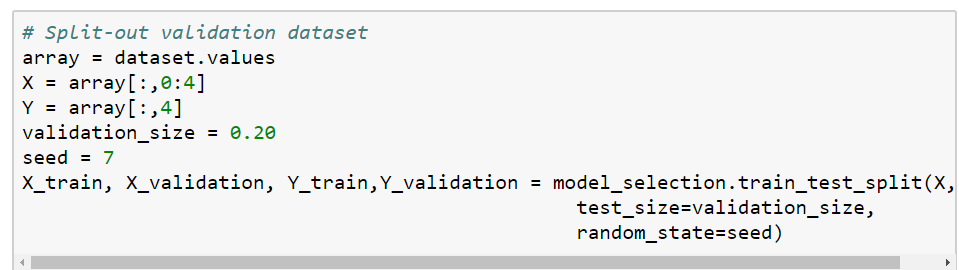 # Split-out validation dataset
array = dataset.values
X = array[:,0:4]
Y = array[:,4]
validation_size = 0.20
seed = 7
X_train, X_validation, Y_train,Y_validation = model_selection.train_test_split(X,
test_size=validation_size,
random_state=seed)